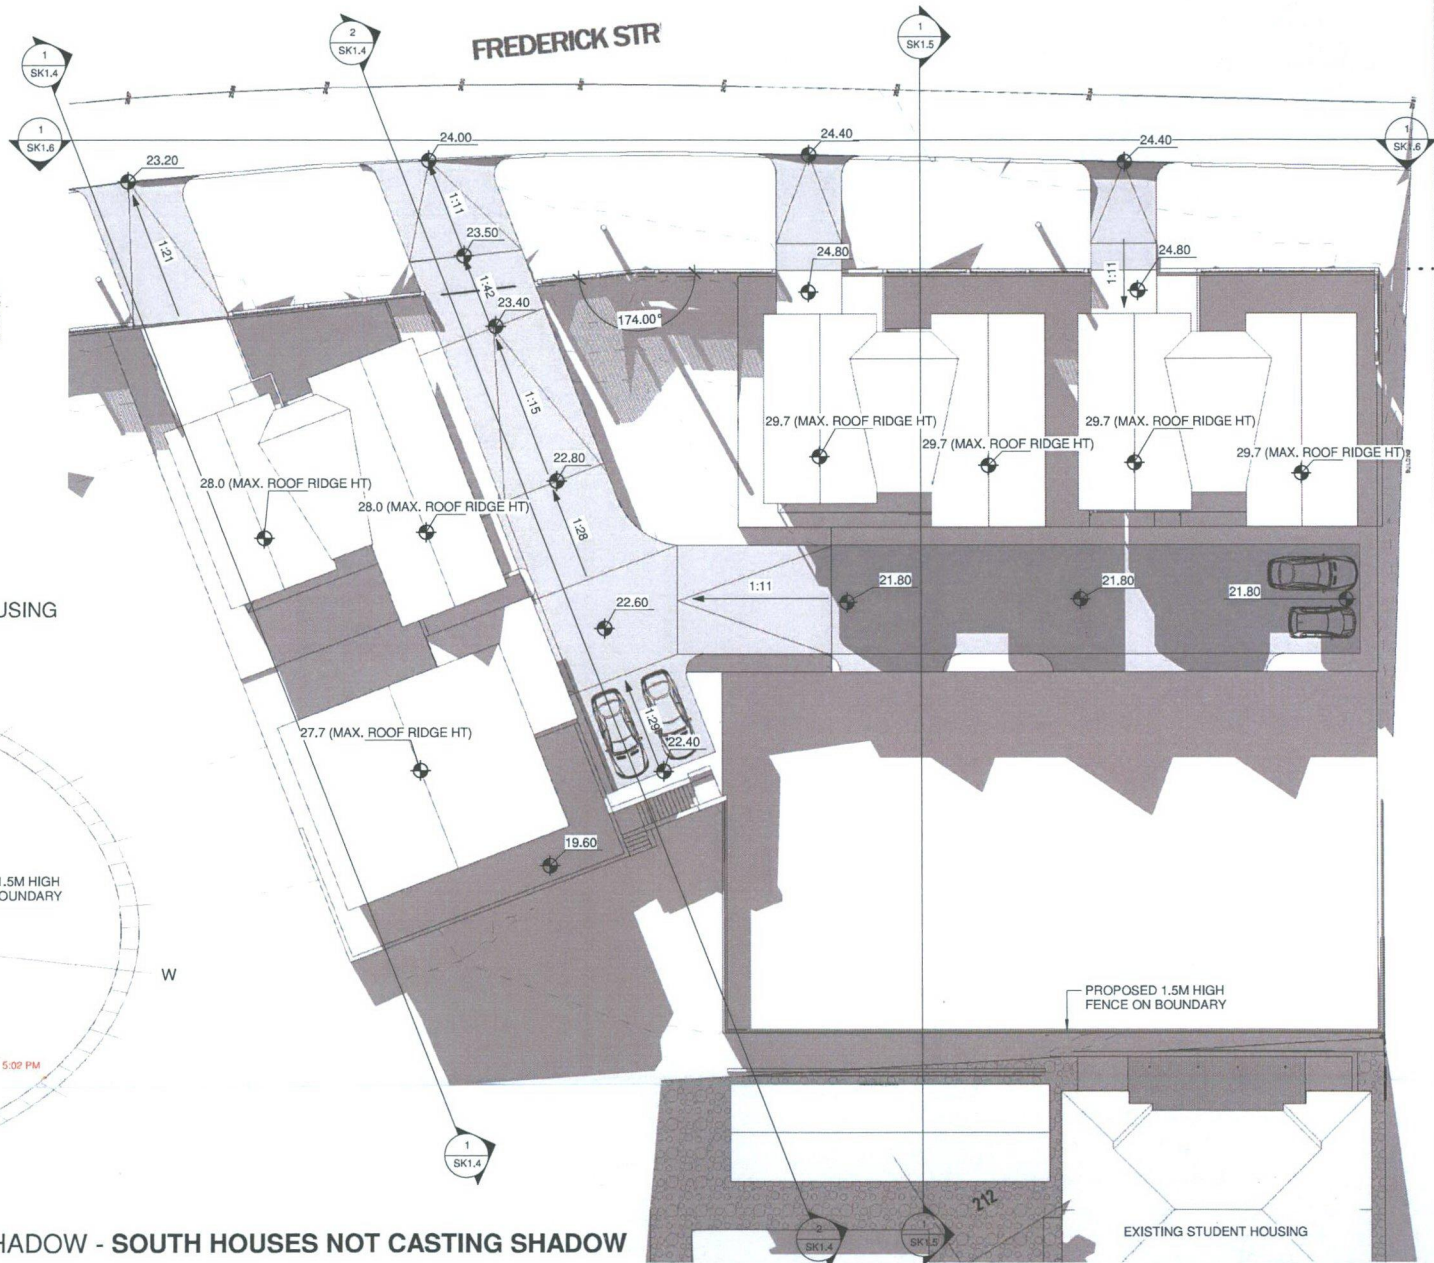 FREDERICK STR
1
SK1.4
2
SK1.4
1
SK1.5
1
SK1.6
1
SK1.6
23.20
24.00
24.40
24.40
1:21
1:11
23.50
1:42
23.40
174.00°
24.80
1:11
24.80
1:15
22.80
1:28
28.0 (MAX. ROOF RIDGE HT)
28.0 (MAX. ROOF RIDGE HT)
29.7 (MAX. ROOF RIDGE HT)
29.7 (MAX. ROOF RIDGE HT)
29.7 (MAX. ROOF RIDGE HT)
29.7 (MAX. ROOF RIDGE HT)
1:11
21.80
21.80
21.80
22.60
USING
1:29
22.40
27.7 (MAX. ROOF RIDGE HT)
19.60
1.5M HIGH
OUNDARY
W
5:02 PM
PROPOSED 1.5M HIGH
FENCE ON BOUNDARY
1
SK1.4
2
SK1.4
1
SK1.5
212
EXISTING STUDENT HOUSING
HADOW - SOUTH HOUSES NOT CASTING SHADOW